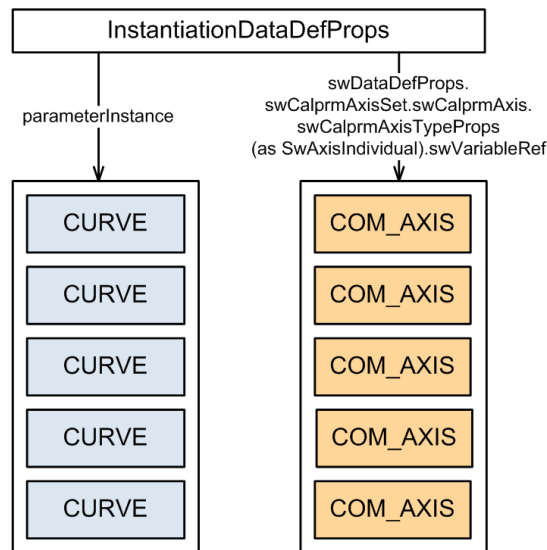 InstantiationDataDefProps
parameterInstance
swDataDefProps.
swCalprmAxisSet.swCalprmAxis.
swCalprmAxisTypeProps
(as SwAxisIndividual).swVariableRef
CURVE
CURVE
CURVE
CURVE
CURVE
COM_AXIS
COM_AXIS
COM_AXIS
COM_AXIS
COM_AXIS